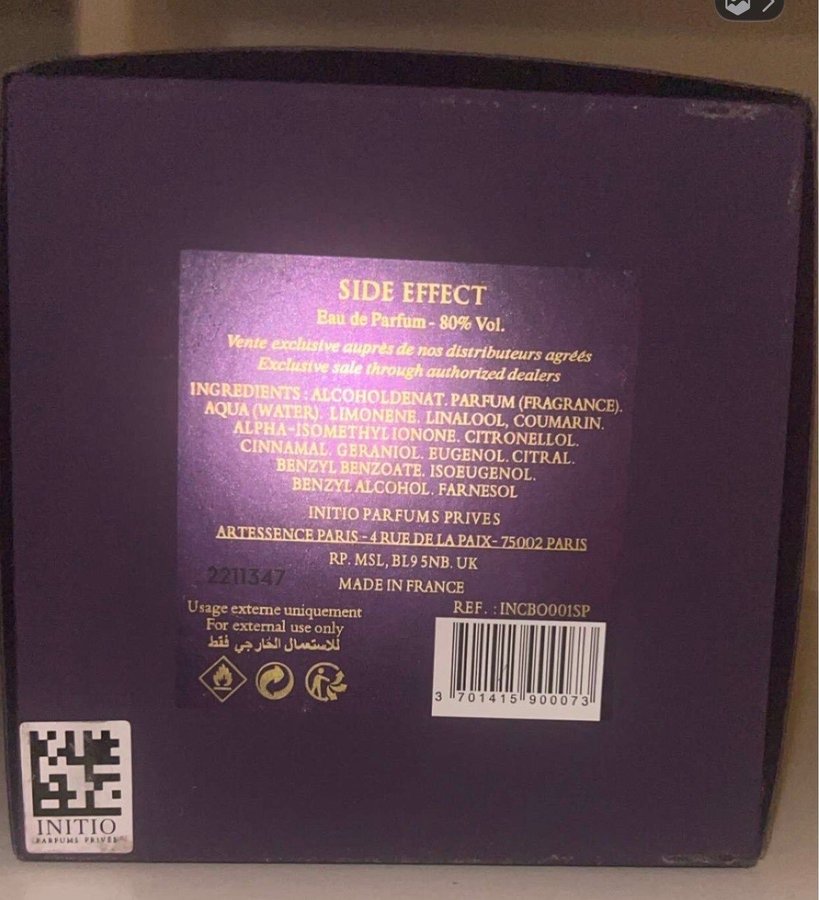 SIDE EFFECT
Eau de Parfum - 80% Vol.
Vente exclusive auprès de nos distributeurs agréés
Exclusive sale through authorized dealers
INGREDIENTS : ALCOHOLDENAT. PARFUM (FRAGRANCE).
AQUA (WATER). LIMONENE. LINALOOL, COUMARIN.
ALPHA-ISOMETHYL IONONE. CITRONELLOL.
CINNAMAL. GERANIOL. EUGENOL. CITRAL.
BENZYL BENZOATE. ISOEUGENOL.
BENZYL ALCOHOL. FARNESOL
INITIO PARFUMS PRIVES
ARTESSENCE PARIS - 4 RUE DE LA PAIX - 75002 PARIS
RP. MSL, BL9 5NB. UK
2211347
MADE IN FRANCE
Usage externe uniquement
REF. : INCBO001SP
For external use only
للاستعمال الخارجي فقط
3 701415 900073
INITIO
PARFUMS PRIVES